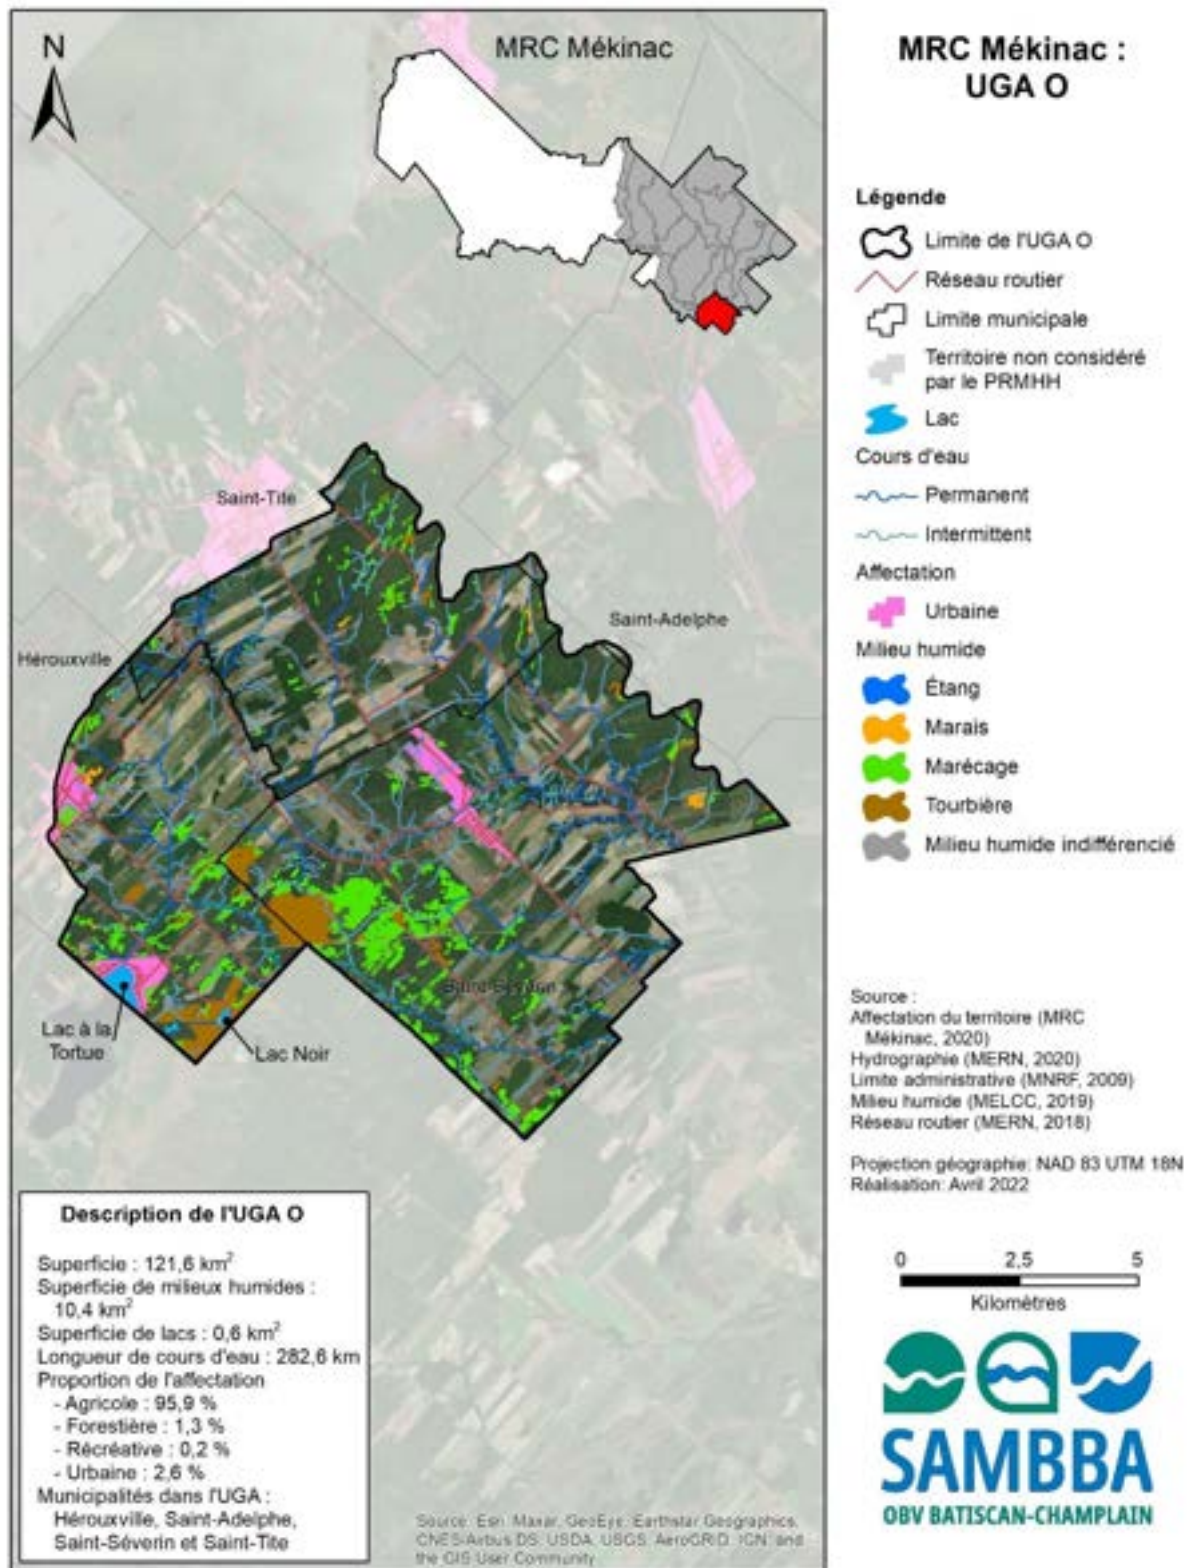 N
MRC Mékinac
MRC Mékinac :
UGA O
Légende
Limite de l'UGA O
Réseau routier
Limite municipale
Territoire non considéré
par le PRMHH
Lac
Cours d'eau
Permanent
Intermittent
Affectation
Urbaine
Milieu humide
Étang
Marais
Marécage
Tourbière
Milieu humide indifférencié
Saint-Tite
Saint-Adelphe
Hérouxville
Lac à la
Tortue
Lac Noir
Source :
Affectation du territoire (MRC
Mékinac, 2020)
Hydrographie (MERN, 2020)
Limite administrative (MNRF, 2009)
Milieu humide (MELCC, 2019)
Réseau routier (MERN, 2018)
Projection géographie: NAD 83 UTM 18N
Réalisation: Avril 2022
0 2.5 5
Kilomètres
SAMBBA
OBV BATISCAN-CHAMPLAIN
Description de l'UGA O
Superficie : 121,6 km²
Superficie de milieux humides :
10,4 km²
Superficie de lacs : 0,6 km²
Longueur de cours d'eau : 282,6 km
Proportion de l'affectation
- Agricole : 95,9 %
- Forestière : 1,3 %
- Récréative : 0,2 %
- Urbaine : 2,6 %
Municipalités dans l'UGA :
Hérouxville, Saint-Adelphe,
Saint-Séverin et Saint-Tite
Source: Esri, Maxar, GeoEye, Earthstar Geographics,
CNES/Airbus DS, USDA, USGS, AeroGRID, IGN, and
the GIS User Community